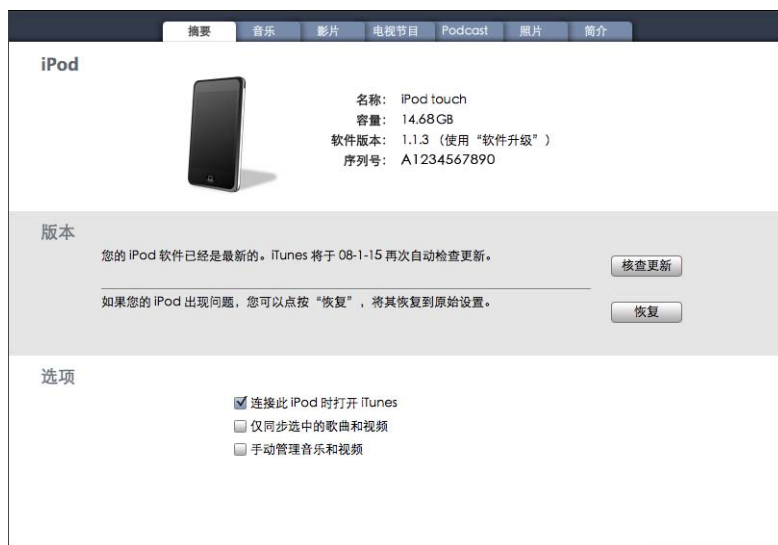 摘要 音乐 影片 电视节目 Podcast 照片 简介
iPod
名称： iPod touch
容量： 14.68GB
软件版本： 1.1.3 （使用“软件升级”）
序列号： A1234567890
版本
您的 iPod 软件已经是最新的。iTunes 将于 08-1-15 再次自动检查更新。
核查更新
如果您的 iPod 出现问题，您可以点按“恢复”，将其恢复到原始设置。
恢复
选项
连接此 iPod 时打开 iTunes
仅同步选中的歌曲和视频
手动管理音乐和视频